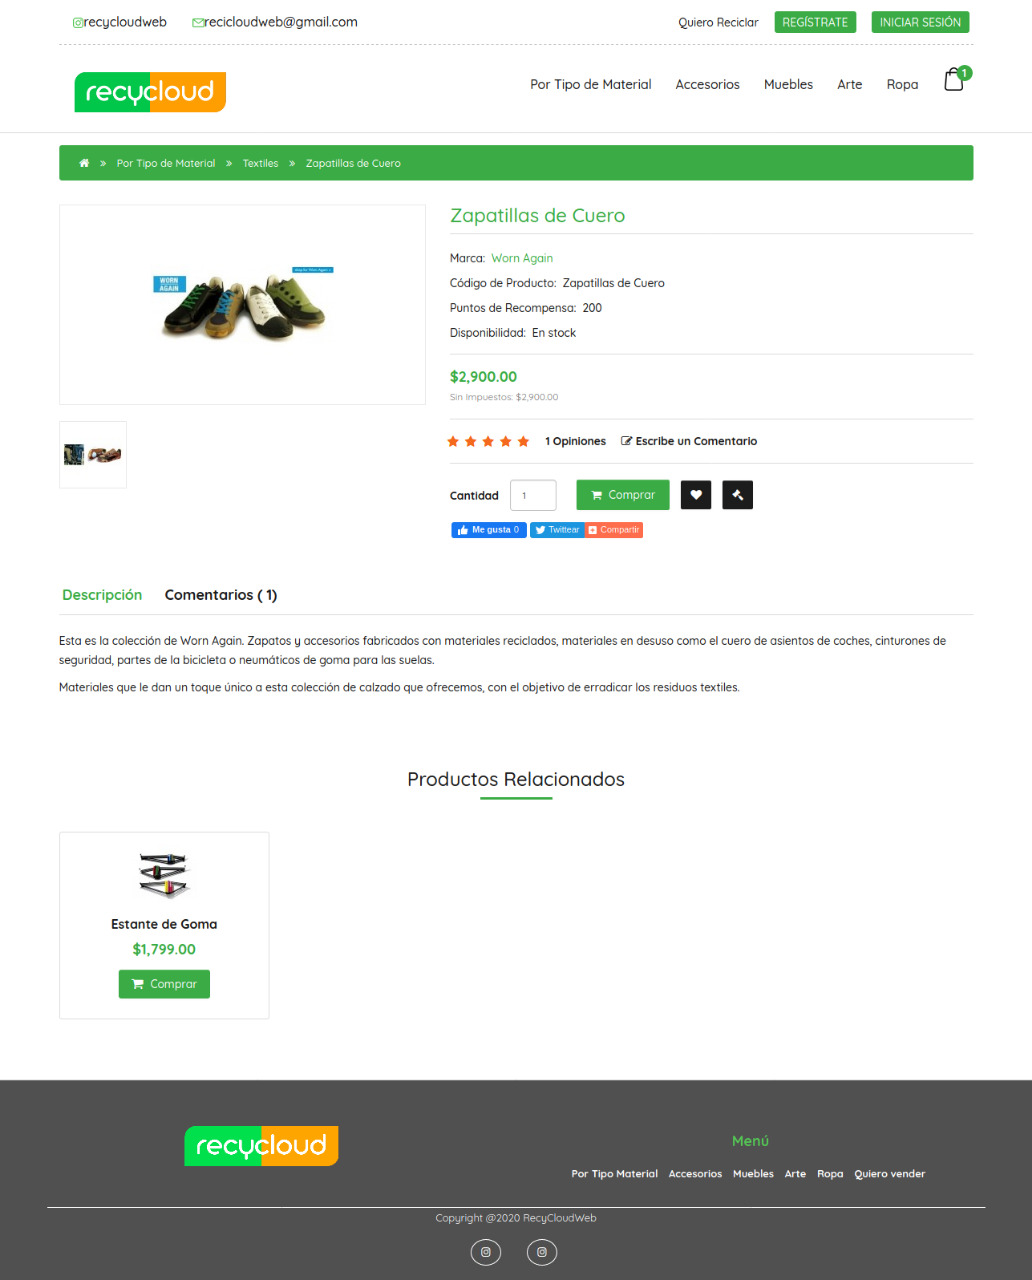 recycloudweb recicloudweb@gmail.com Quiero Reciclar REGÍSTRATE INICIAR SESIÓN
recycloud Por Tipo de Material Accesorios Muebles Arte Ropa 1
» Por Tipo de Material » Textiles » Zapatillas de Cuero
Zapatillas de Cuero
WORN
AGAIN
Marca: Worn Again
Código de Producto: Zapatillas de Cuero
Puntos de Recompensa: 200
Disponibilidad: En stock
$2,900.00
Sin Impuestos: $2,900.00
1 Opiniones Escribe un Comentario
Cantidad 1 Comprar
Me gusta 0 Twittear Compartir
Descripción Comentarios ( 1)
Esta es la colección de Worn Again. Zapatos y accesorios fabricados con materiales reciclados, materiales en desuso como el cuero de asientos de coches, cinturones de
seguridad, partes de la bicicleta o neumáticos de goma para las suelas.
Materiales que le dan un toque único a esta colección de calzado que ofrecemos, con el objetivo de erradicar los residuos textiles.
Productos Relacionados
Estante de Goma
$1,799.00
Comprar
recycloud
Menú
Por Tipo Material Accesorios Muebles Arte Ropa Quiero vender
Copyright @2020 RecyCloudWeb